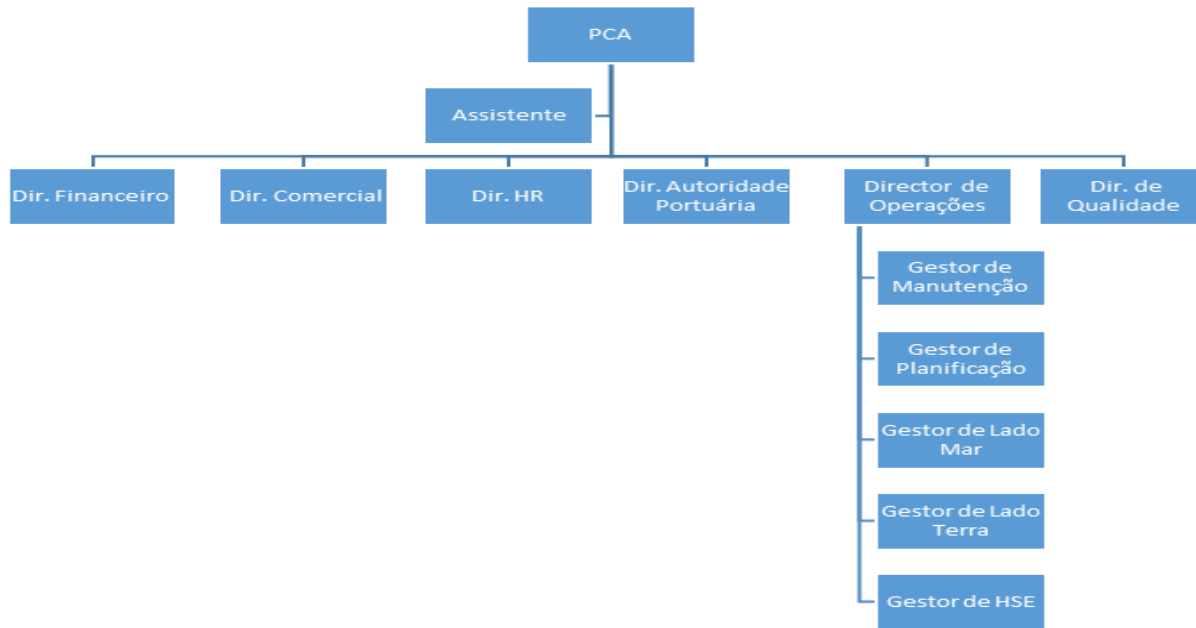 PCA
Assistente
Dir. Financeiro
Dir. Comercial
Dir. HR
Dir. Autoridade
Portuária
Director de
Operações
Dir. de
Qualidade
Gestor de
Manutenção
Gestor de
Planificação
Gestor de Lado
Mar
Gestor de Lado
Terra
Gestor de HSE